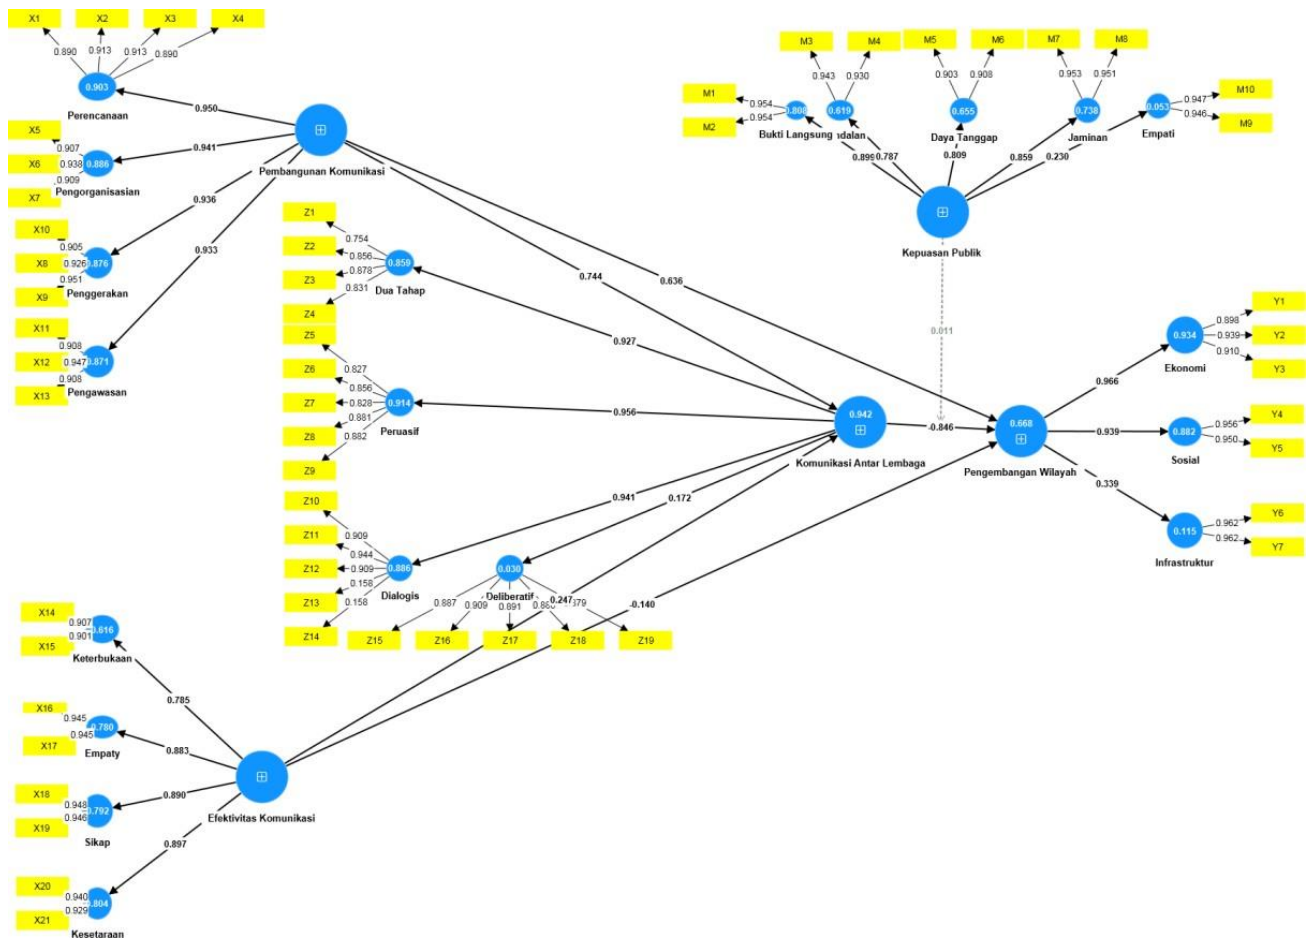 X1
X2
X3
X4
0.890
0.913
0.913
0.890
0.903
Perencanaan
0.950
X5
X6
X7
0.907
0.938
0.909
0.886
Pengorganisasian
0.941
X10
X8
X9
0.905
0.926
0.951
0.876
Penggerakan
0.936
X11
X12
X13
0.908
0.947
0.908
0.871
Pengawasan
0.933
Pembangunan Komunikasi
0.744
0.636
M1
M2
0.954
0.954
0.808
Bukti Langsung
0.899
M3
M4
0.943
0.930
0.619
0.787
M5
M6
0.903
0.908
0.655
Daya Tanggap
0.809
M7
M8
0.953
0.951
0.738
Jaminan
0.859
M10
M9
0.947
0.946
0.053
Empati
0.230
Kepuasan Publik
0.011
Z1
Z2
Z3
Z4
0.754
0.856
0.878
0.831
0.859
Dua Tahap
0.927
Z5
Z6
Z7
Z8
Z9
0.827
0.856
0.828
0.881
0.882
0.914
Peruasif
0.956
Z10
Z11
Z12
Z13
Z14
0.909
0.944
0.909
0.158
0.158
0.886
Dialogis
0.941
0.030
Deliberatif
0.172
0.887
0.909
0.891
Z15
Z16
Z17
Z18
Z19
0.942
Komunikasi Antar Lembaga
-0.846
0.668
Pengembangan Wilayah
0.966
0.939
0.339
0.934
Ekonomi
0.898
0.939
0.910
Y1
Y2
Y3
0.882
Sosial
0.956
0.950
Y4
Y5
0.115
Infrastruktur
0.962
0.962
Y6
Y7
0.247
-0.140
X14
X15
0.907
0.901
0.616
Keterbukaan
0.785
X16
X17
0.945
0.945
0.780
Empaty
0.883
X18
X19
0.948
0.946
0.792
Sikap
0.890
X20
X21
0.940
0.929
0.804
Kesetaraan
0.897
Efektivitas Komunikasi